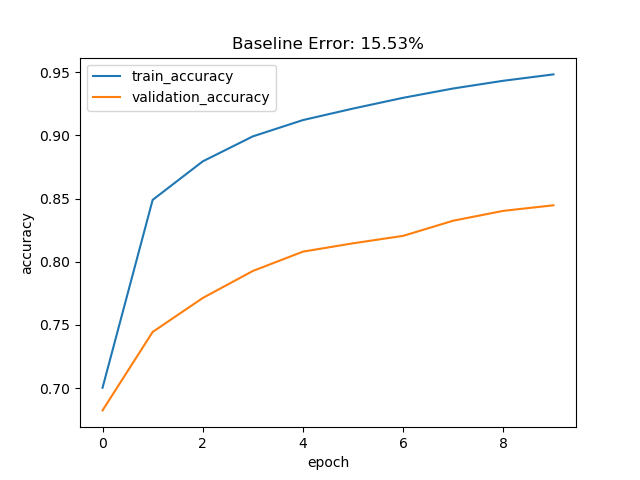 Baseline Error: 15.53%
train_accuracy
validation_accuracy
0.95
0.90
0.85
0.80
0.75
0.70
accuracy
0
2
4
6
8
epoch